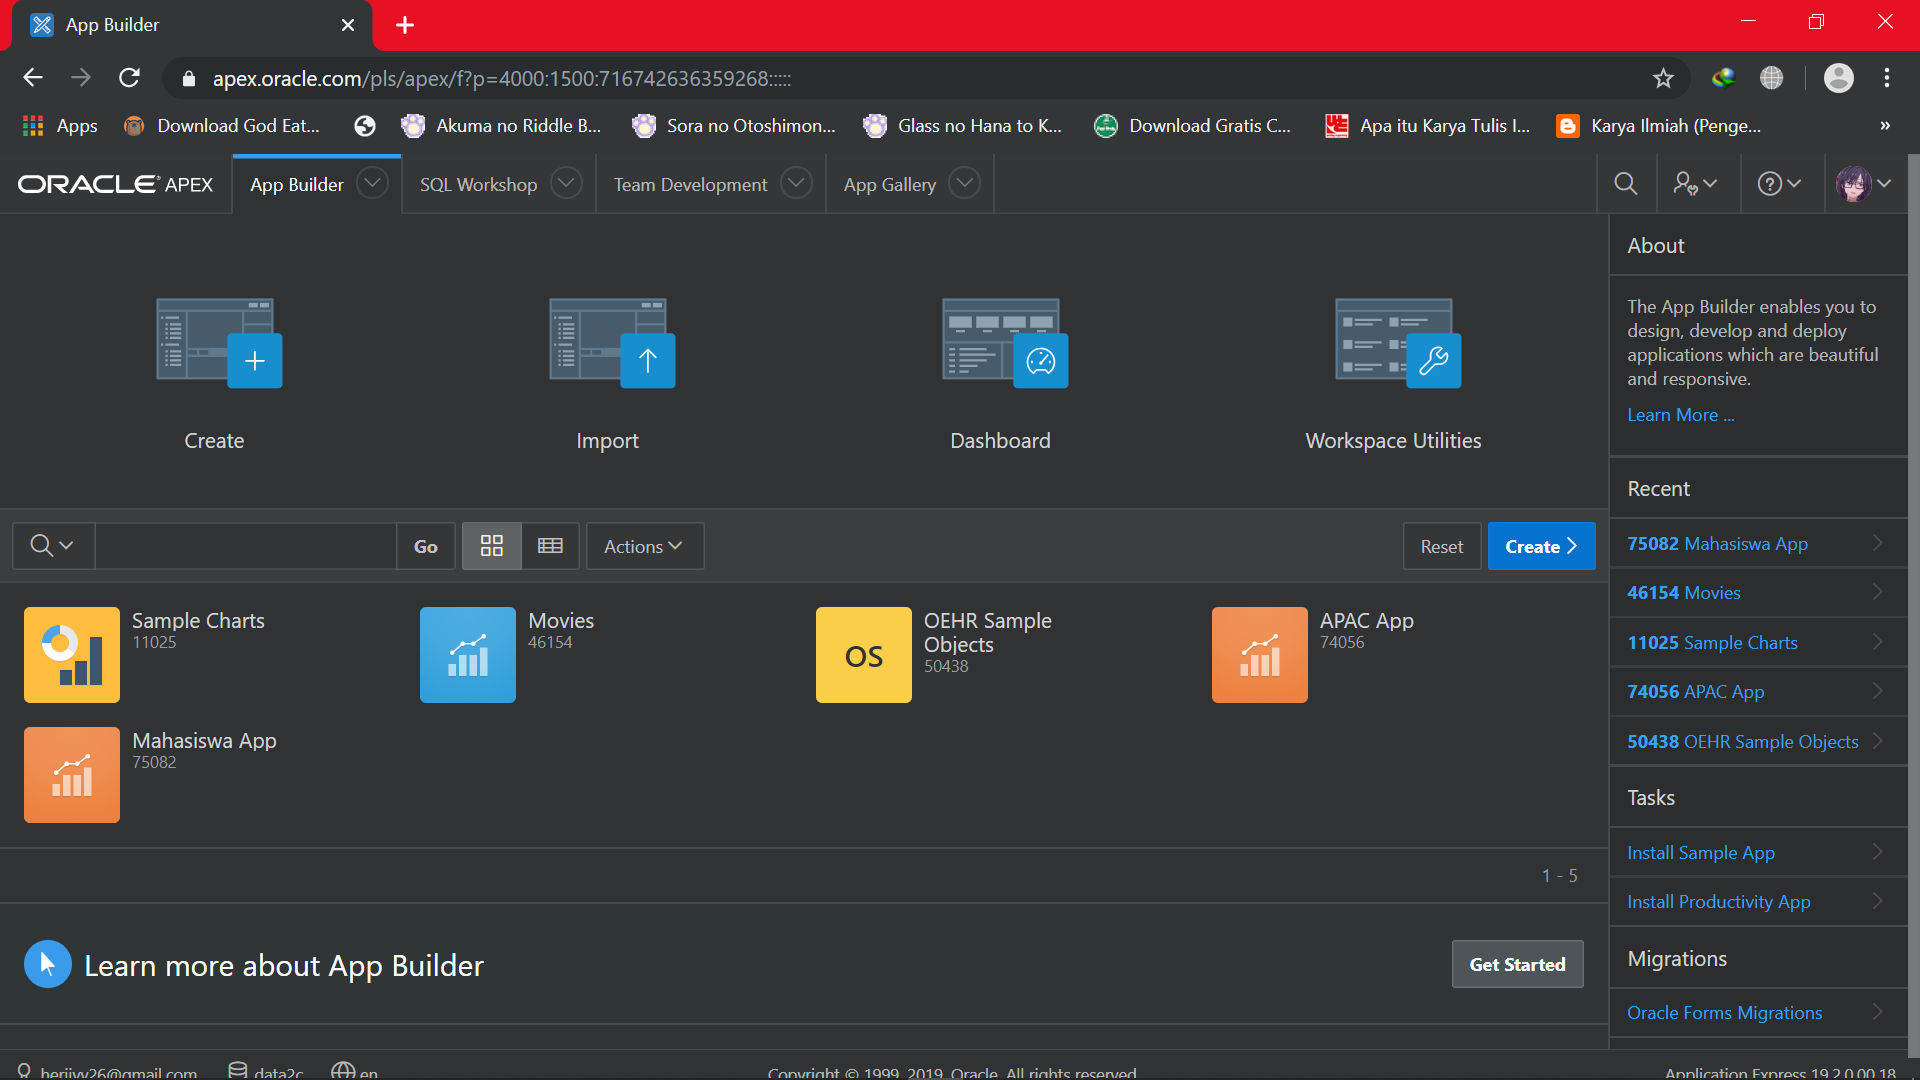 App Builder
apex.oracle.com/pls/apex/f?p=4000:1500:716742636359268:::::
Apps
Download God Eat...
Akuma no Riddle B...
Sora no Otoshimon...
Glass no Hana to K...
Download Gratis C...
Apa itu Karya Tulis I...
Karya Ilmiah (Penge...
»
ORACLE APEX
App Builder
SQL Workshop
Team Development
App Gallery
Create
Import
Dashboard
Workspace Utilities
Go
Actions
Reset
Create
Sample Charts
11025
Movies
46154
OS
OEHR Sample
Objects
50438
APAC App
74056
Mahasiswa App
75082
1 - 5
Learn more about App Builder
Get Started
About
The App Builder enables you to
design, develop and deploy
applications which are beautiful
and responsive.
Learn More ...
Recent
75082 Mahasiswa App
46154 Movies
11025 Sample Charts
74056 APAC App
50438 OEHR Sample Objects
Tasks
Install Sample App
Install Productivity App
Migrations
Oracle Forms Migrations
data2c
en
Copyright © 1999, 2019, Oracle. All rights reserved.
Application Express 19.2.0.00.18